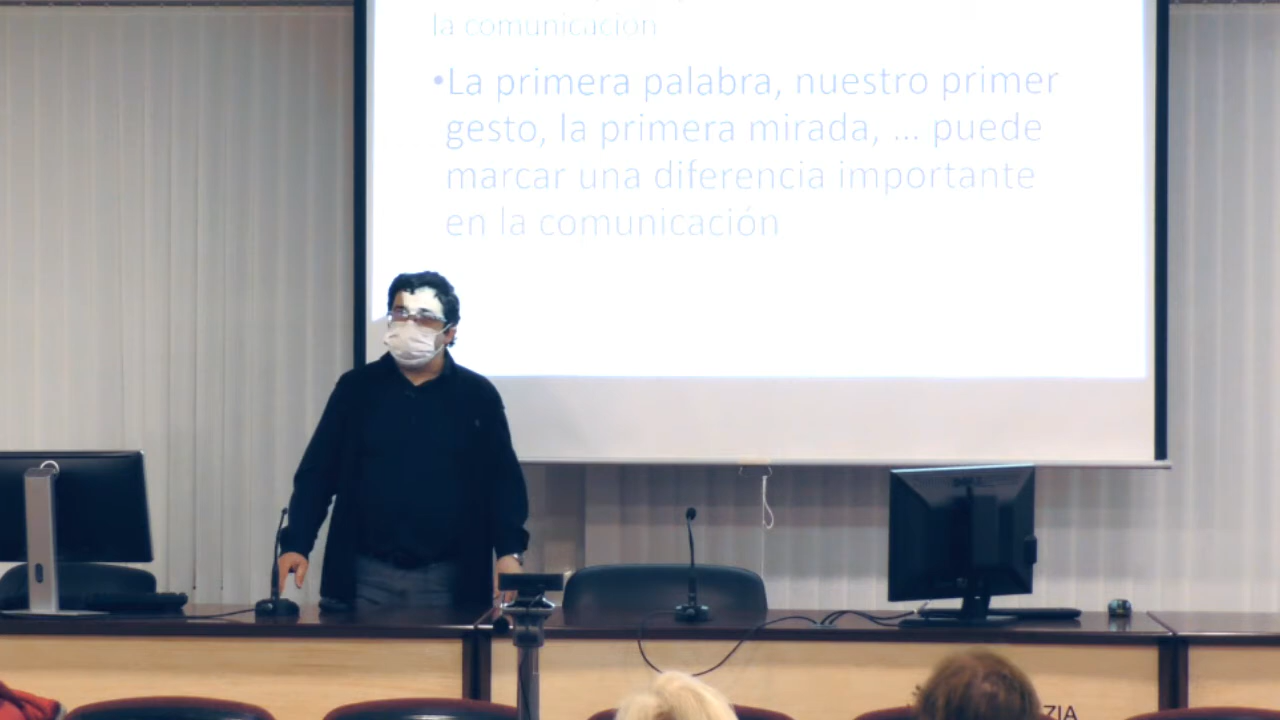 la comunicación
•La primera palabra, nuestro primer
gesto, la primera mirada, ... puede
marcar una diferencia importante
en la comunicación
ZIA